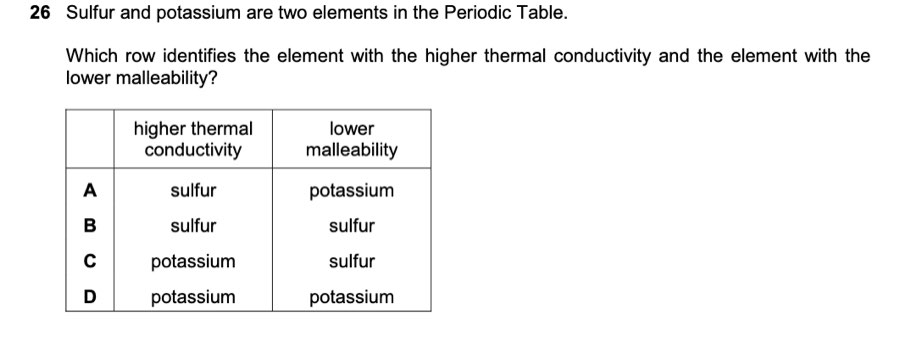 26 Sulfur and potassium are two elements in the Periodic Table.
Which row identifies the element with the higher thermal conductivity and the element with the
lower malleability?
higher thermal conductivity lower malleability
A sulfur potassium
B sulfur sulfur
C potassium sulfur
D potassium potassium